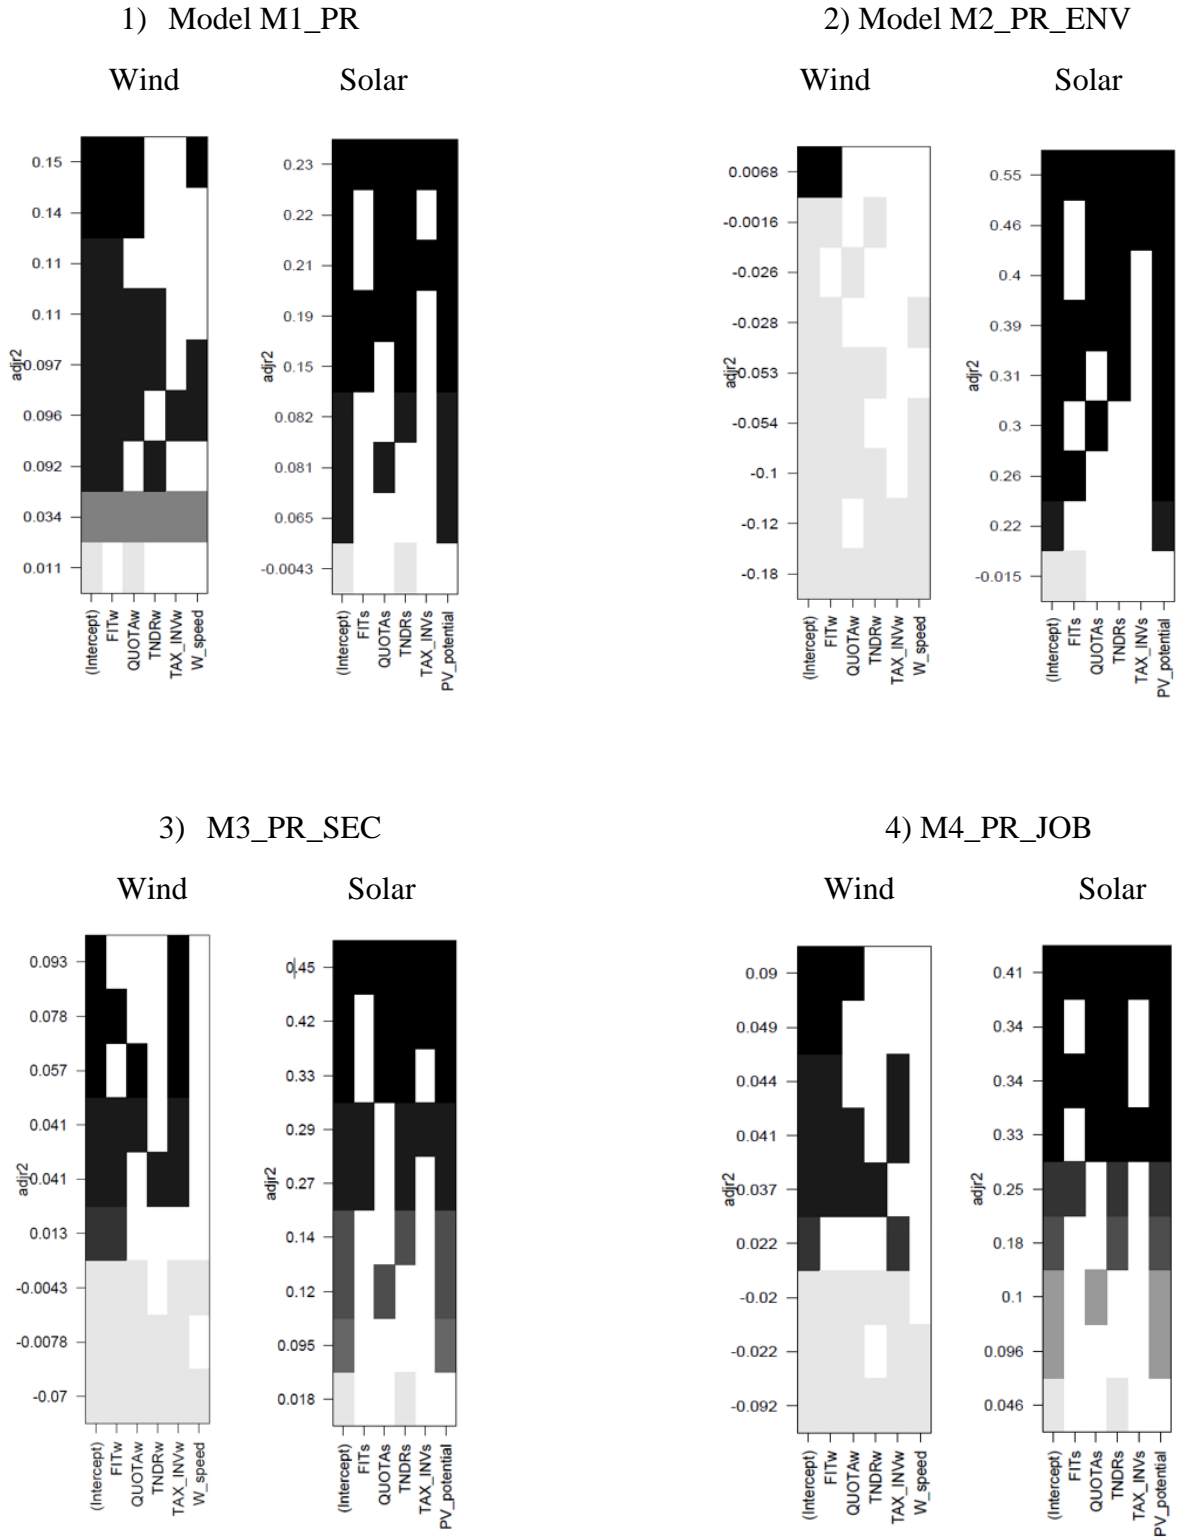 1) Model M1_PR
Wind
Solar
0.15
0.14
0.11
0.11
0.097
0.096
0.092
0.034
0.011
adjr2
(Intercept)
FITw
QUOTAw
TNDRw
TAX_INVw
W_speed
0.23
0.22
0.21
0.19
0.15
0.082
0.081
0.065
-0.0043
adjr2
(Intercept)
FITs
QUOTAs
TNDRs
TAX_INVs
PV_potential
2) Model M2_PR_ENV
Wind
Solar
0.0068
-0.0016
-0.026
-0.028
-0.053
-0.054
-0.1
-0.12
-0.18
adjr2
(Intercept)
FITw
QUOTAw
TNDRw
TAX_INVw
W_speed
0.55
0.46
0.4
0.39
0.31
0.3
0.26
0.22
-0.015
adjr2
(Intercept)
FITs
QUOTAs
TNDRs
TAX_INVs
PV_potential
3) M3_PR_SEC
Wind
Solar
0.093
0.078
0.057
0.041
0.041
0.013
-0.0043
-0.0078
-0.07
adjr2
(Intercept)
FITw
QUOTAw
TNDRw
TAX_INVw
W_speed
0.45
0.42
0.33
0.29
0.27
0.14
0.12
0.095
0.018
adjr2
(Intercept)
FITs
QUOTAs
TNDRs
TAX_INVs
PV_potential
4) M4_PR_JOB
Wind
Solar
0.09
0.049
0.044
0.041
0.037
0.022
-0.02
-0.022
-0.092
adjr2
(Intercept)
FITw
QUOTAw
TNDRw
TAX_INVw
W_speed
0.41
0.34
0.34
0.33
0.25
0.18
0.1
0.096
0.046
adjr2
(Intercept)
FITs
QUOTAs
TNDRs
TAX_INVs
PV_potential